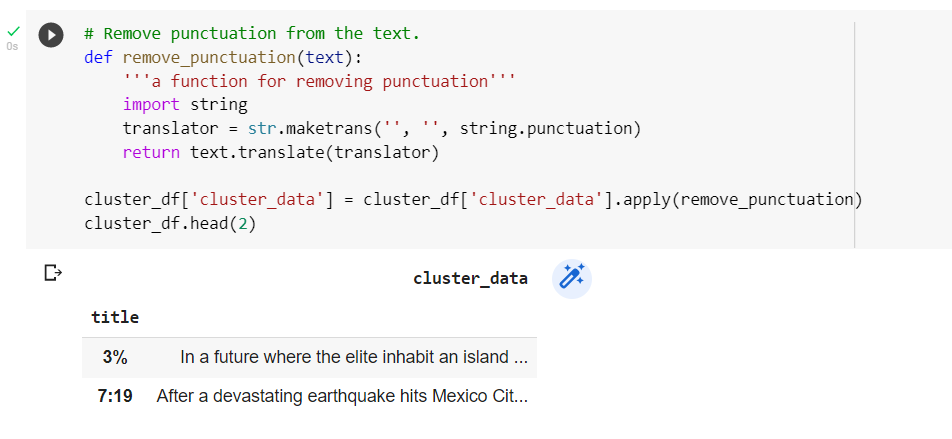 # Remove punctuation from the text.
0s
def remove_punctuation(text):
'''a function for removing punctuation'''
import string
translator = str.maketrans('', '', string.punctuation)
return text.translate(translator)
cluster_df['cluster_data'] = cluster_df['cluster_data'].apply(remove_punctuation)
cluster_df.head(2)
cluster_data
title
3% In a future where the elite inhabit an island ...
7:19 After a devastating earthquake hits Mexico Cit...